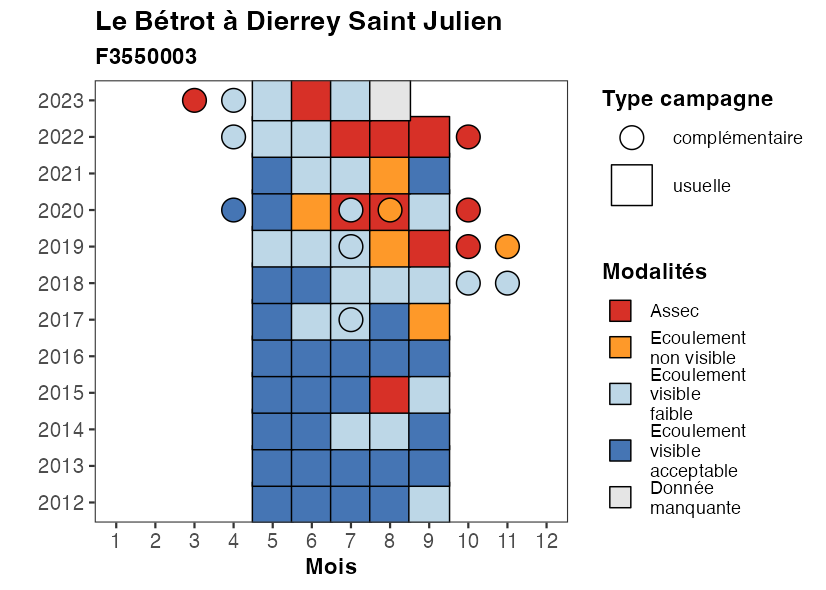 Le Bétrot à Dierrey Saint Julien
F3550003
2023
2022
2021
2020
2019
2018
2017
2016
2015
2014
2013
2012
1 2 3 4 5 6 7 8 9 10 11 12
Mois
Type campagne
complémentaire
usuelle
Modalités
Assec
Ecoulement
non visible
Ecoulement
visible
faible
Ecoulement
visible
acceptable
Donnée
manquante